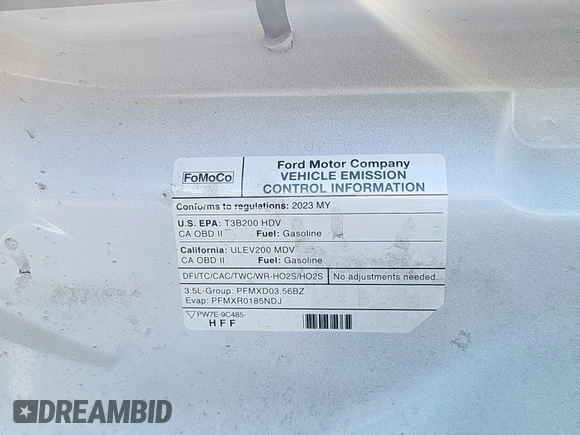 FoMoCo
Ford Motor Company
VEHICLE EMISSION
CONTROL INFORMATION
Conforms to regulations: 2023 MY
U.S. EPA: T3B200 HDV
CA OBD II Fuel: Gasoline
California: ULEV200 MDV
CA OBD II Fuel: Gasoline
DFI/TC/CAC/TWC/WR-HO2S/HO2S No adjustments needed.
3.5L-Group: PFMXD03.56BZ
Evap: PFMXR0185NDJ
▽PW7E-9C485-
HFF
DREAMBID